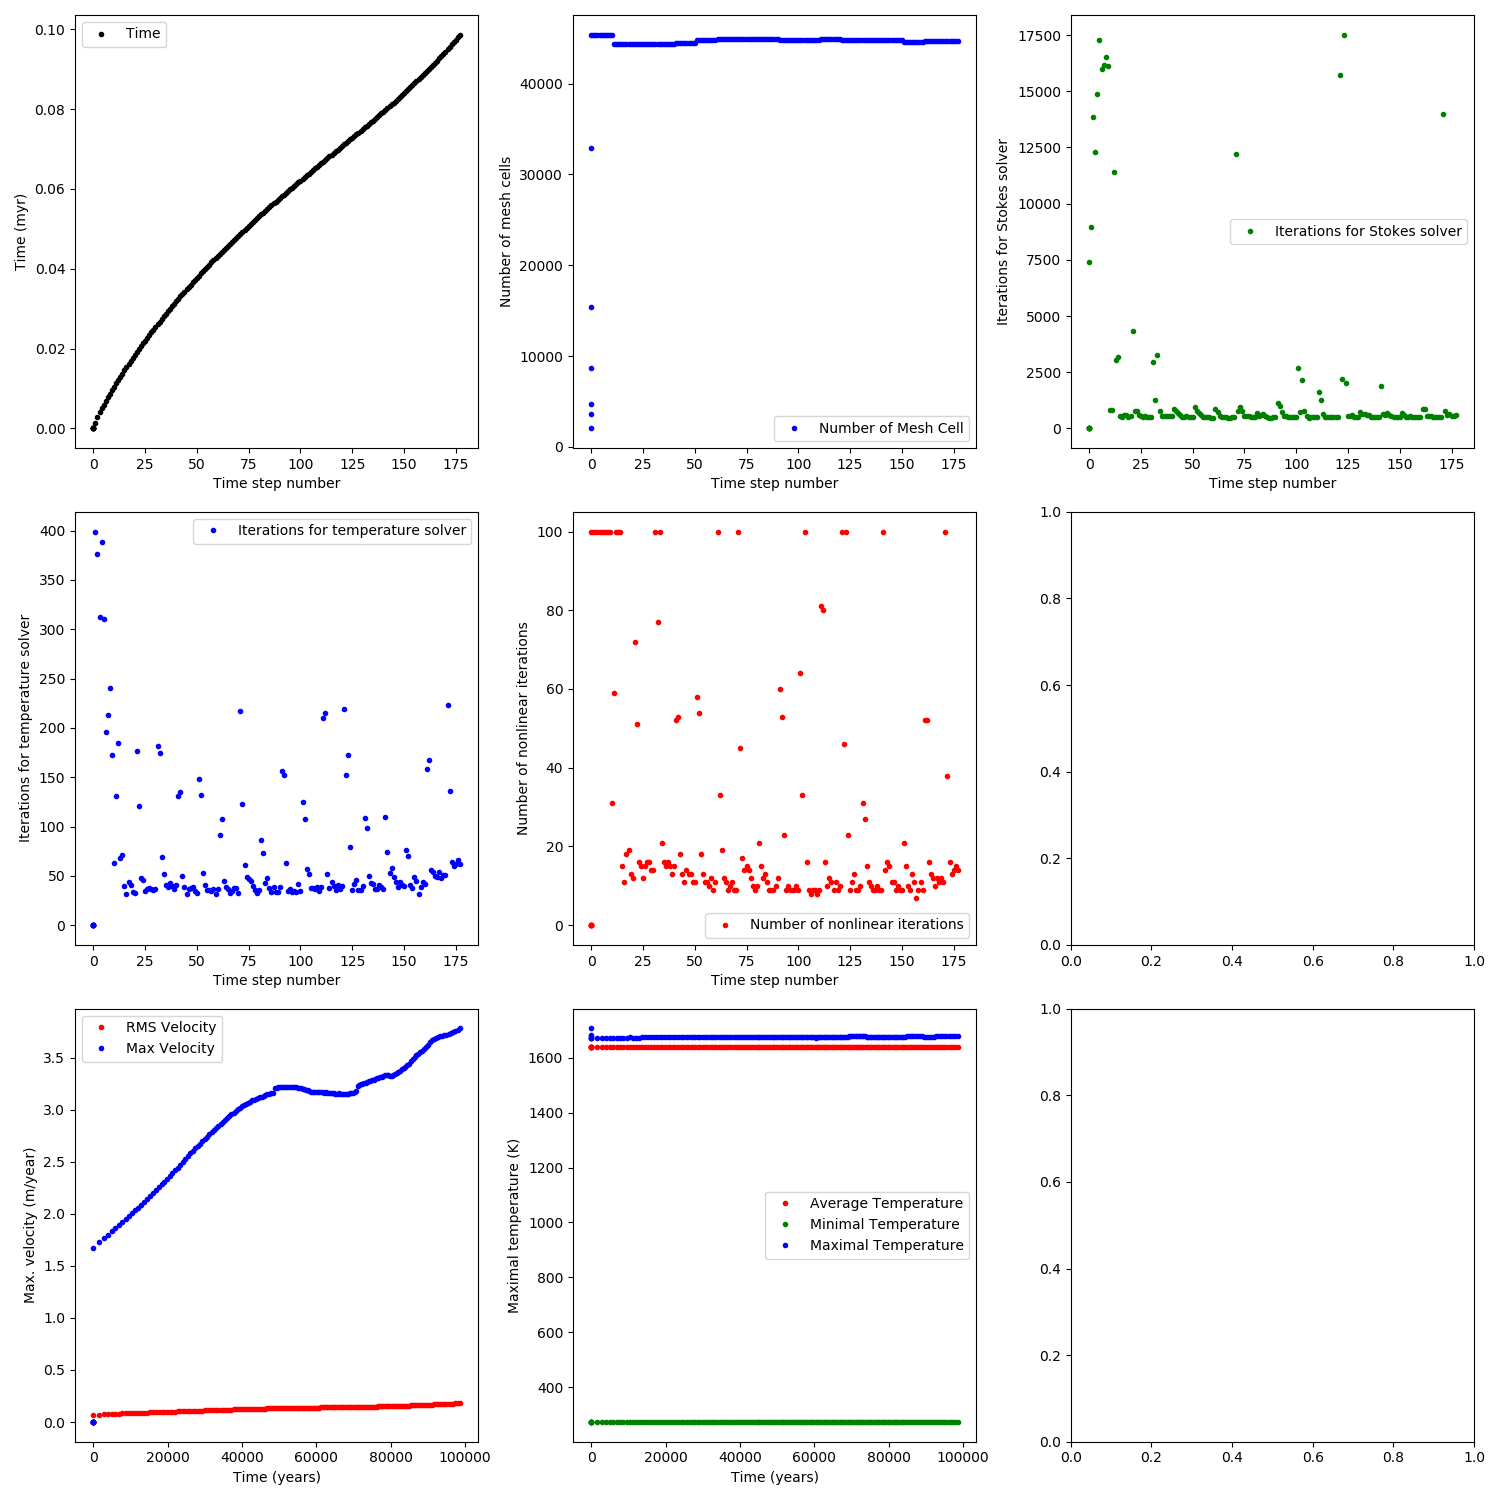 Time
Time (myr)
0.10
0.08
0.06
0.04
0.02
0.00
0 25 50 75 100 125 150 175
Time step number
Number of mesh cells
40000
30000
20000
10000
0
Number of Mesh Cell
0 25 50 75 100 125 150 175
Time step number
Iterations for Stokes solver
17500
15000
12500
10000
7500
5000
2500
0
Iterations for Stokes solver
0 25 50 75 100 125 150 175
Time step number
Iterations for temperature solver
400
350
300
250
200
150
100
50
0
Iterations for temperature solver
0 25 50 75 100 125 150 175
Time step number
Number of nonlinear iterations
100
80
60
40
20
0
Number of nonlinear iterations
0 25 50 75 100 125 150 175
Time step number
1.0
0.8
0.6
0.4
0.2
0.0
0.0 0.2 0.4 0.6 0.8 1.0
RMS Velocity
Max Velocity
Max. velocity (m/year)
3.5
3.0
2.5
2.0
1.5
1.0
0.5
0.0
0 20000 40000 60000 80000 100000
Time (years)
Maximal temperature (K)
1600
1400
1200
1000
800
600
400
Average Temperature
Minimal Temperature
Maximal Temperature
0 20000 40000 60000 80000 100000
Time (years)
1.0
0.8
0.6
0.4
0.2
0.0
0.0 0.2 0.4 0.6 0.8 1.0